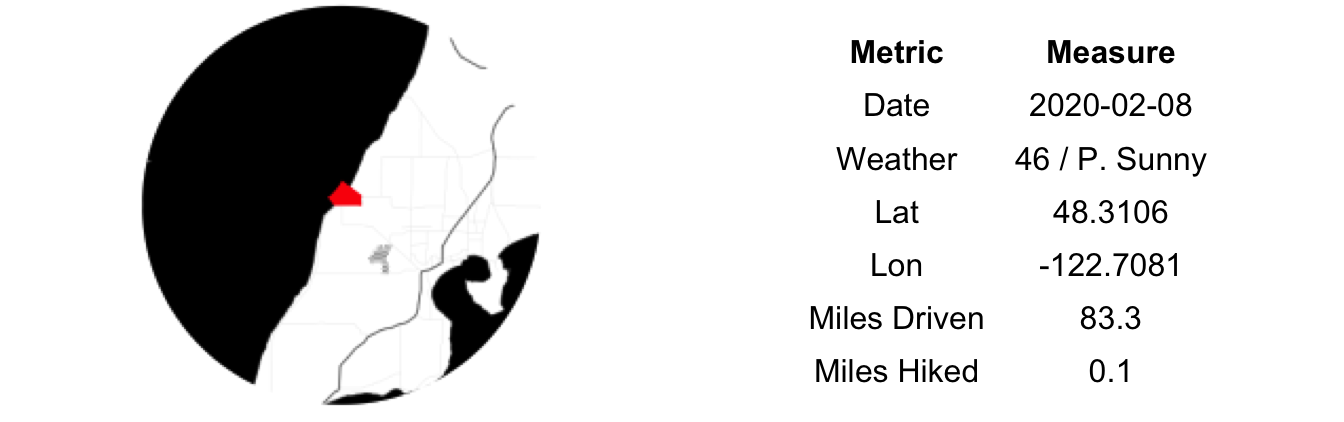 Metric Measure
Date 2020-02-08
Weather 46 / P. Sunny
Lat 48.3106
Lon -122.7081
Miles Driven 83.3
Miles Hiked 0.1